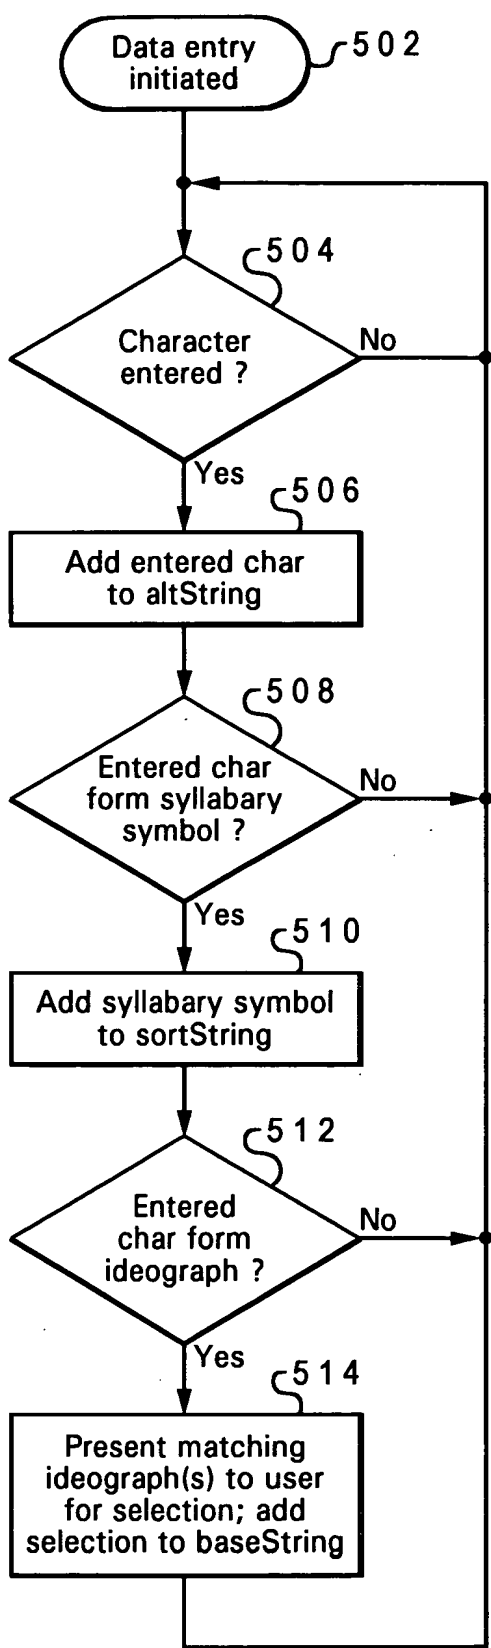 Data entry
initiated
502
504
Character
entered ?
No
Yes
506
Add entered char
to altString
508
Entered char
form syllabary
symbol ?
No
Yes
510
Add syllabary symbol
to sortString
512
Entered
char form
ideograph ?
No
Yes
514
Present matching
ideograph(s) to user
for selection; add
selection to baseString